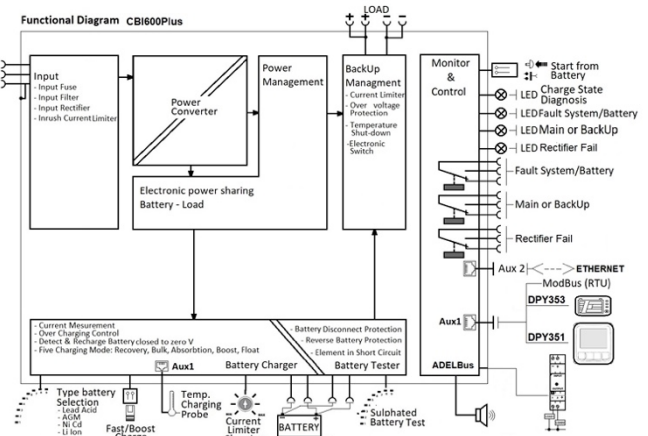 Functional Diagram CBI600Plus
LOAD
Input
- Input Fuse
- Input Filter
- Input Rectifier
- Inrush CurrentLimiter
Power
Converter
Power
Management
BackUp
Managment
- Current Limiter
- Over voltage
Protection
- Temperature
Shut-down
-Electronic
Switch
Electronic power sharing
Battery - Load
Monitor
&
Control
Start from
Battery
LED Charge State
Diagnosis
LED Fault System/Battery
LED Main or BackUp
LED Rectifier Fail
Fault System/Battery
Main or BackUp
Rectifier Fail
Aux 2
ETHERNET
ModBus (RTU)
DPY353
Aux1
DPY351
ADELBus
- Current Mesurement
- Over Charging Control
- Detect & Recharge Battery closed to zero V
- Five Charging Mode: Recovery, Bulk, Absorbtion, Boost, Float
Aux1
Battery Charger
- Battery Disconnect Protection
- Reverse Battery Protection
- Element in Short Circuit
Battery Tester
Type battery
Selection
- Lead Acid
- AGM
- Ni Cd
- Li Ion
Fast/Boost
Temp.
Charging
Probe
Current
Limiter
BATTERY
Sulphated
Battery Test